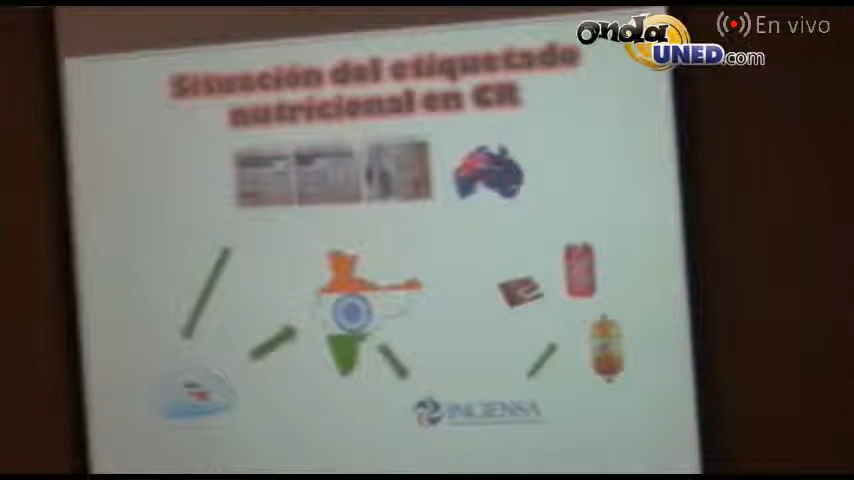 onda
UNED.com
En vivo
Situación del etiquetado
nutricional en CR
INCIENSA